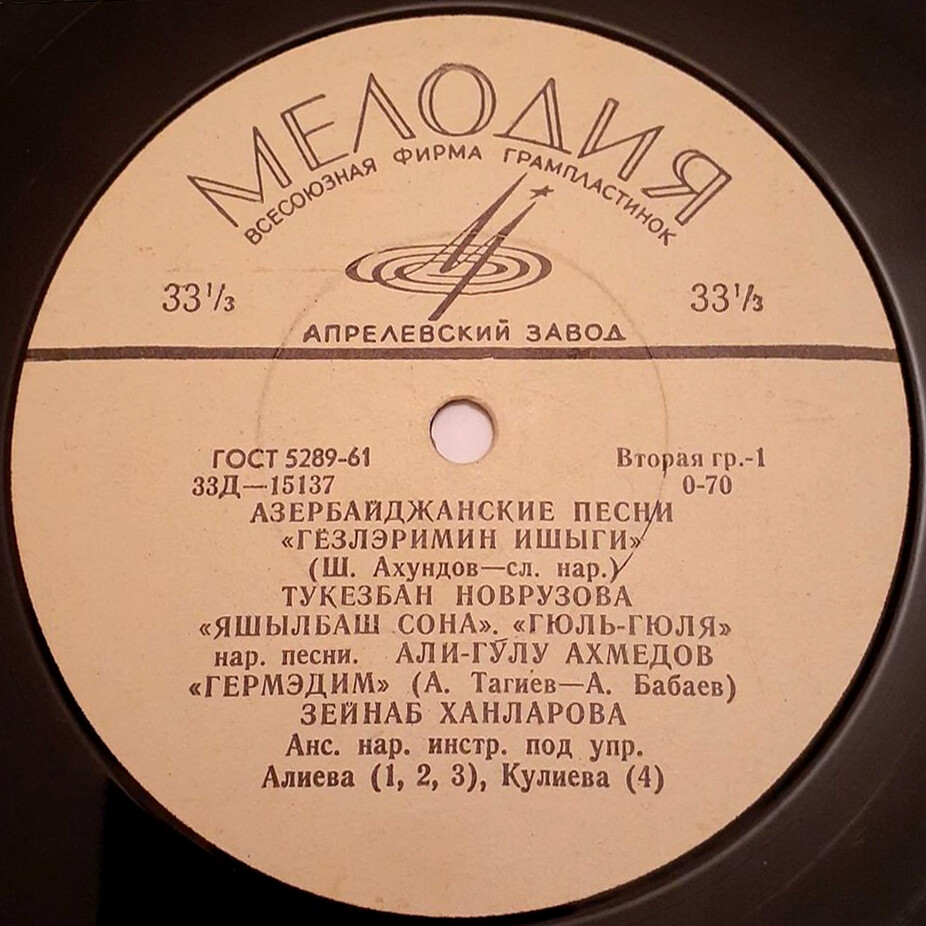 МЕЛОДИЯ
ВСЕСОЮЗНАЯ ФИРМА ГРАМПЛАСТИНОК
33⅓ 33⅓
АПРЕЛЕВСКИЙ ЗАВОД
ГОСТ 5289-61 Вторая гр.-1
33Д—15137 0-70
АЗЕРБАЙДЖАНСКИЕ ПЕСНИ
«ГЁЗЛЭРИМИН ИШЫГИ»
(Ш. Ахундов—сл. нар.)
ТУКЕЗБАН НОВРУЗОВА
«ЯШЫЛБАШ СОНА». «ГЮЛЬ-ГЮЛЯ»
нар. песни. АЛИ-ГУЛУ АХМЕДОВ
«ГЕРМЭДИМ» (А. Тагиев—А. Бабаев)
ЗЕЙНАБ ХАНЛАРОВА
Анс. нар. инстр. под упр.
Алиева (1, 2, 3), Кулиева (4)